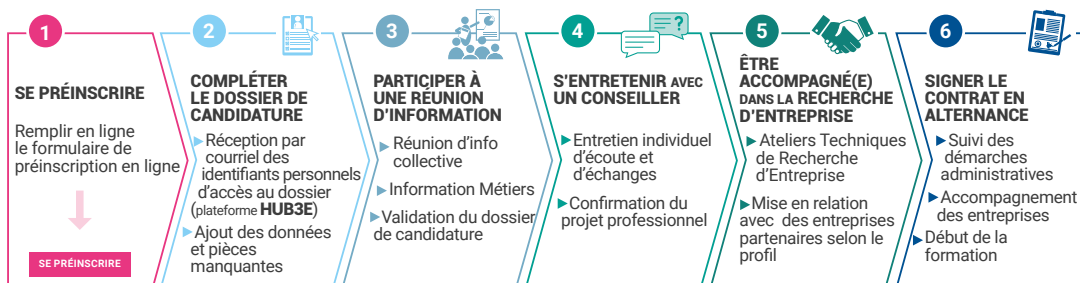 1
SE PRÉINSCRIRE
Remplir en ligne
le formulaire de
préinscription en ligne
SE PRÉINSCRIRE
2
COMPLÉTER
LE DOSSIER DE
CANDIDATURE
Réception par
courriel des
identifiants personnels
d'accès au dossier
(plateforme HUB3E)
Ajout des données
et pièces
manquantes
3
PARTICIPER À
UNE RÉUNION
D'INFORMATION
Réunion d'info
collective
Information Métiers
Validation du dossier
de candidature
4
?
S'ENTRETENIR AVEC
UN CONSEILLER
Entretien individuel
d'écoute et
d'échanges
Confirmation du
projet professionnel
5
ÊTRE
ACCOMPAGNÉ(E)
DANS LA RECHERCHE
D'ENTREPRISE
Ateliers Techniques
de Recherche
d'Entreprise
Mise en relation
avec des entreprises
partenaires selon le
profil
6
SIGNER LE
CONTRAT EN
ALTERNANCE
Suivi des
démarches
administratives
Accompagnement
des entreprises
Début de la
formation